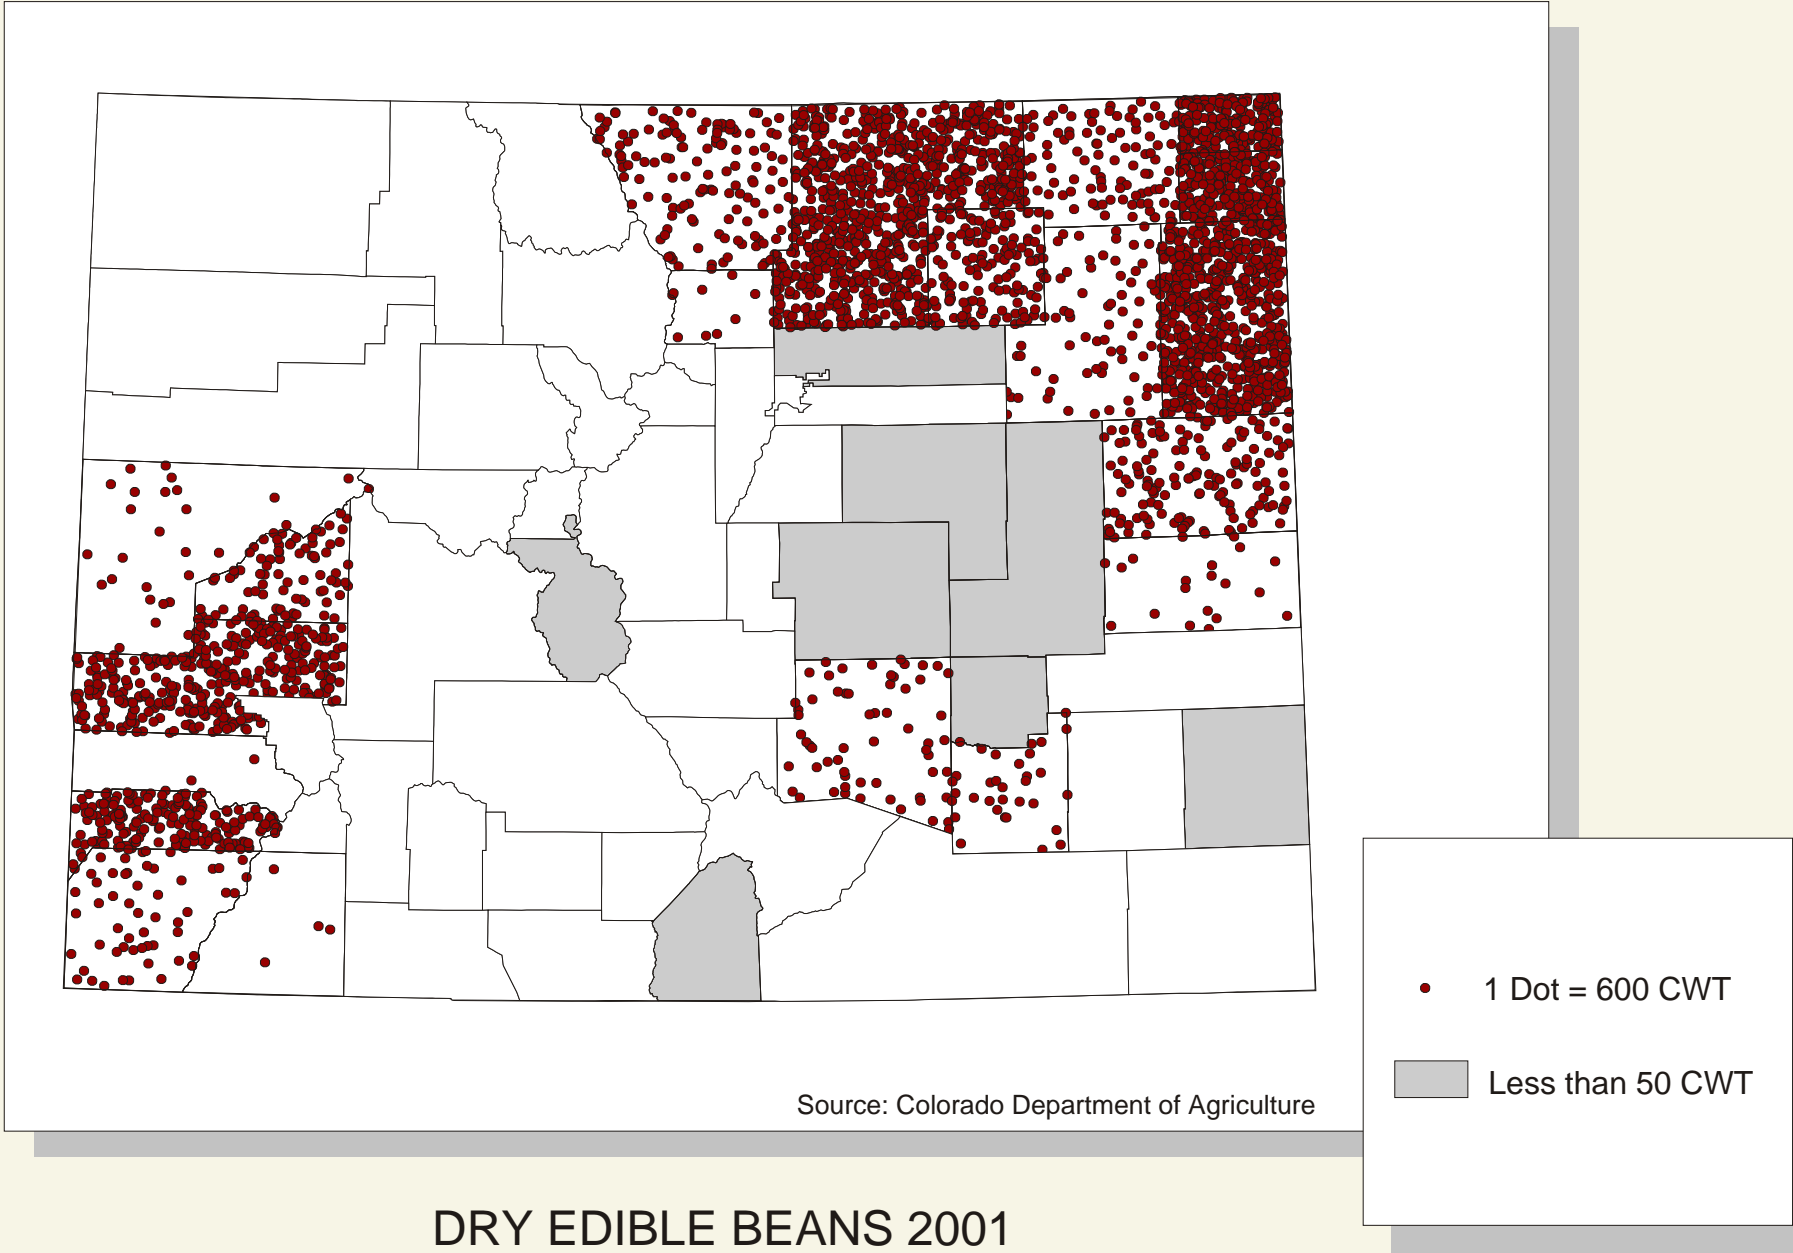 1 Dot = 600 CWT
Less than 50 CWT
Source: Colorado Department of Agriculture
DRY EDIBLE BEANS 2001